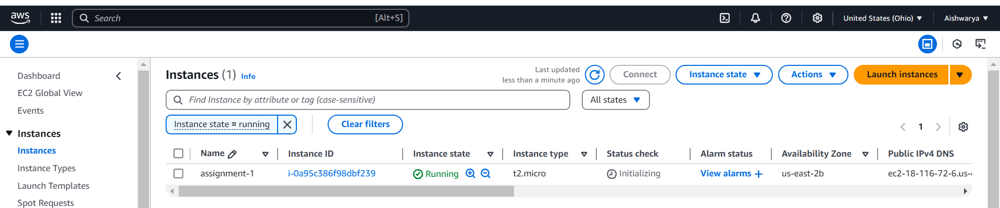 aws Search [Alt+S] United States (Ohio) Aishwarya
Dashboard
EC2 Global View
Events
Instances
Instances
Instance Types
Launch Templates
Spot Requests
Instances (1) Info
Last updated
less than a minute ago
Connect Instance state Actions Launch instances
Find Instance by attribute or tag (case-sensitive) All states
Instance state = running Clear filters
1
Name Instance ID Instance state Instance type Status check Alarm status Availability Zone Public IPv4 DNS
assignment-1 i-0a95c386f98dbf239 Running t2.micro Initializing View alarms + us-east-2b ec2-18-116-72-6.us-